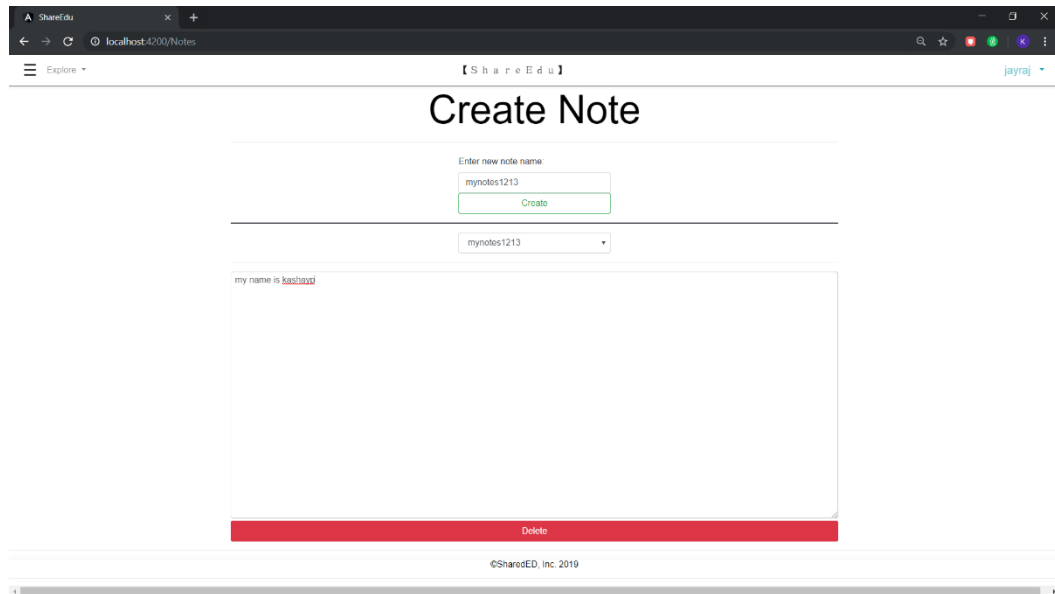 ShareEdu
localhost:4200/Notes
K
Explore
【ShareEdu】
jayraj
Create Note
Enter new note name:
mynotes1213
Create
mynotes1213
my name is kashayp
Delete
©SharedED, Inc. 2019